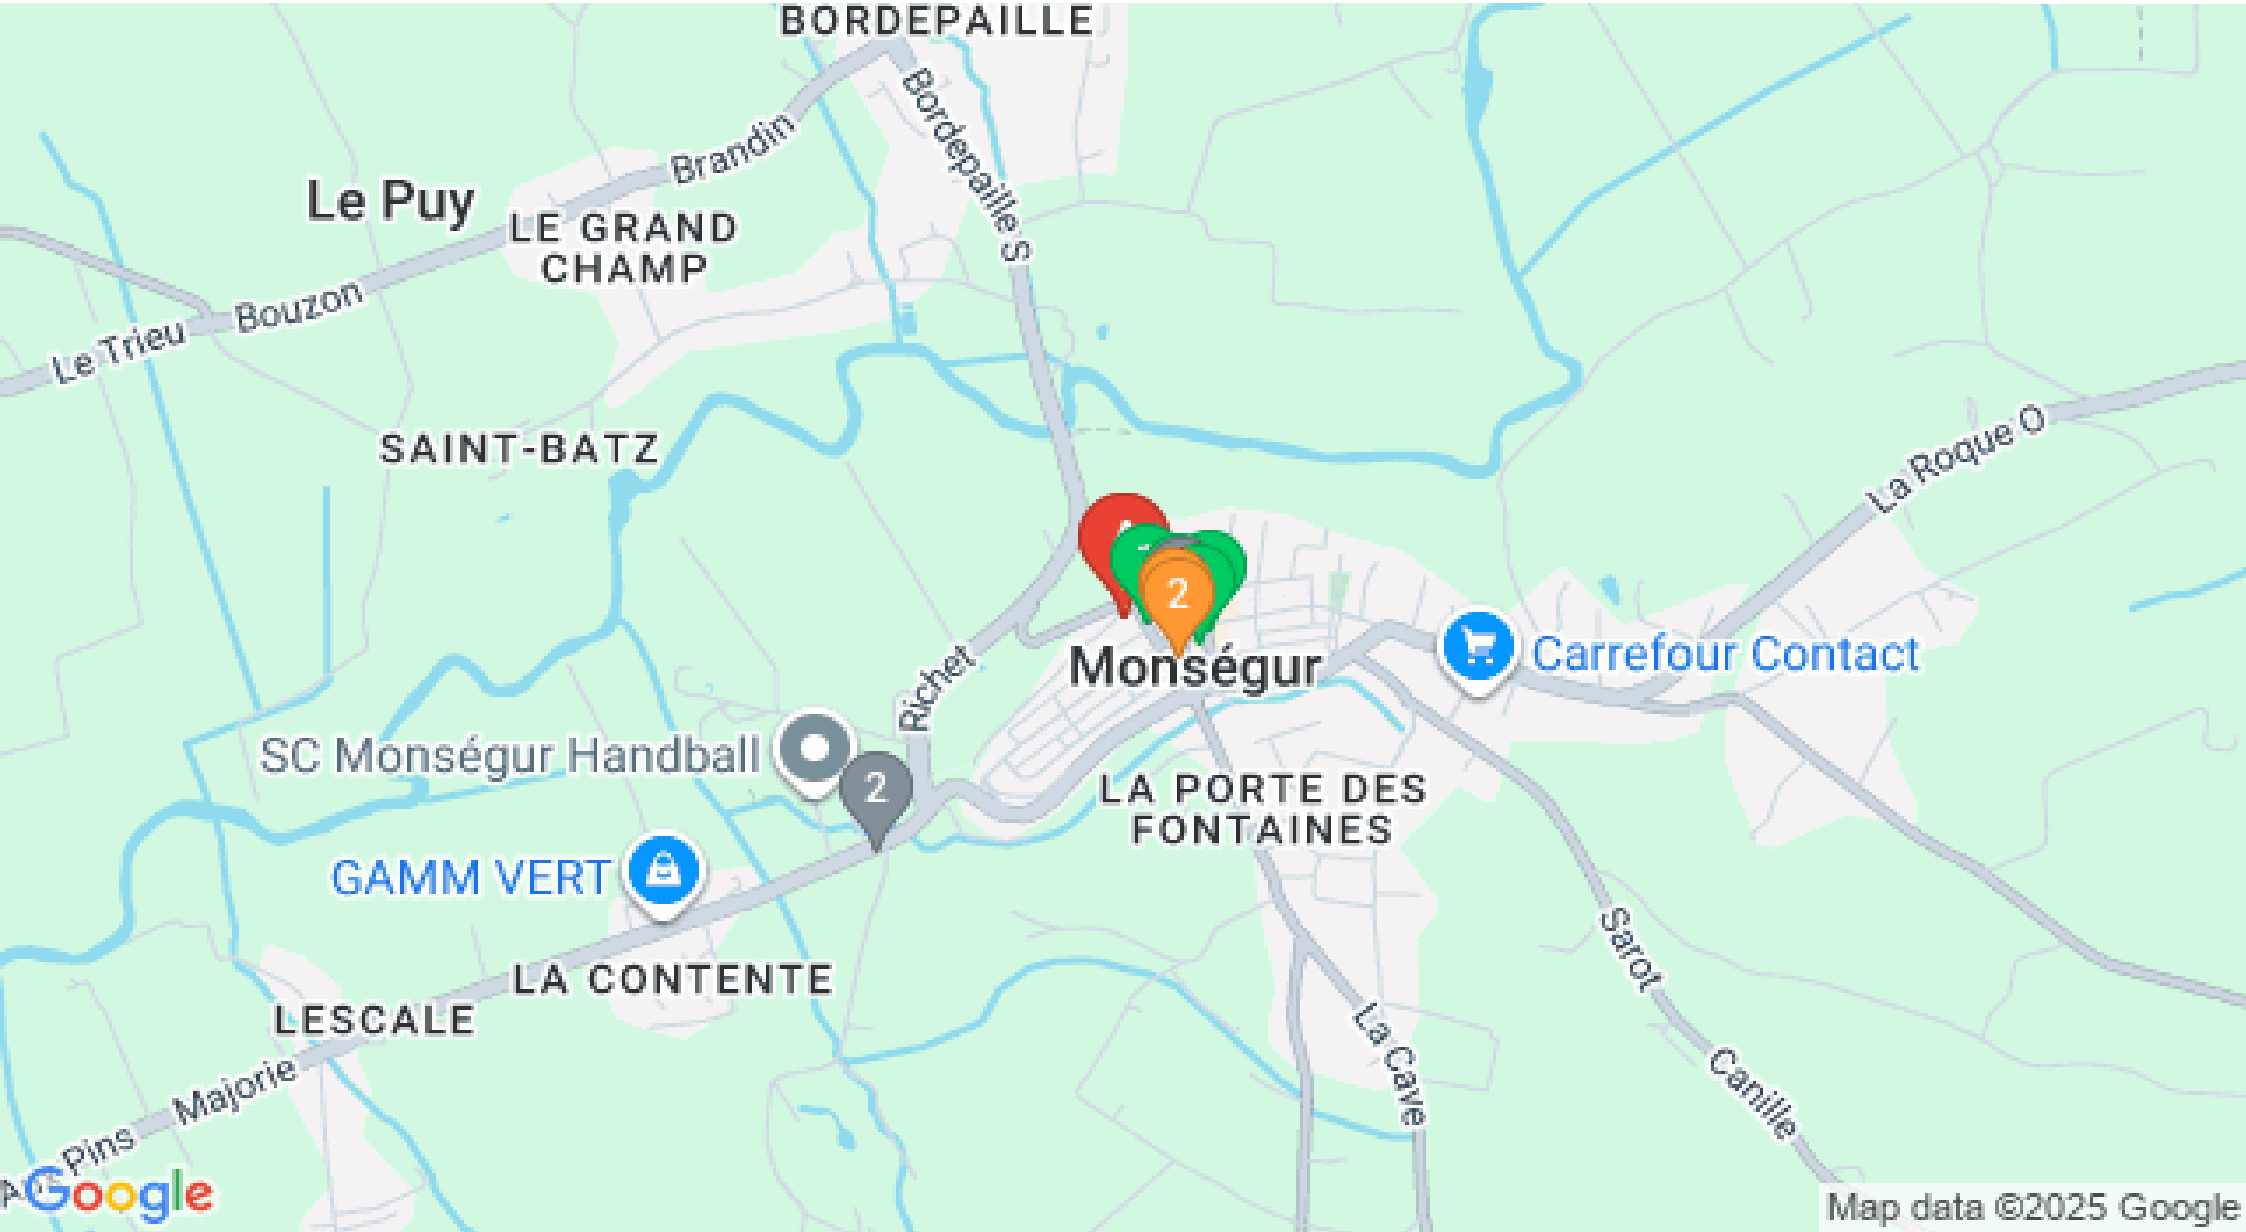 BORDEPAILLE
Bordepaille S
Brandin
Le Puy
LE GRAND
CHAMP
Bouzon
Le Trieu
SAINT-BATZ
La Roque O
2
Monségur
Carrefour Contact
Richet
SC Monségur Handball
2
LA PORTE DES
FONTAINES
GAMM VERT
LA CONTENTE
LESCALE
Sarot
La Cave
Canille
Majorie
Pins
Google
Map data ©2025 Google